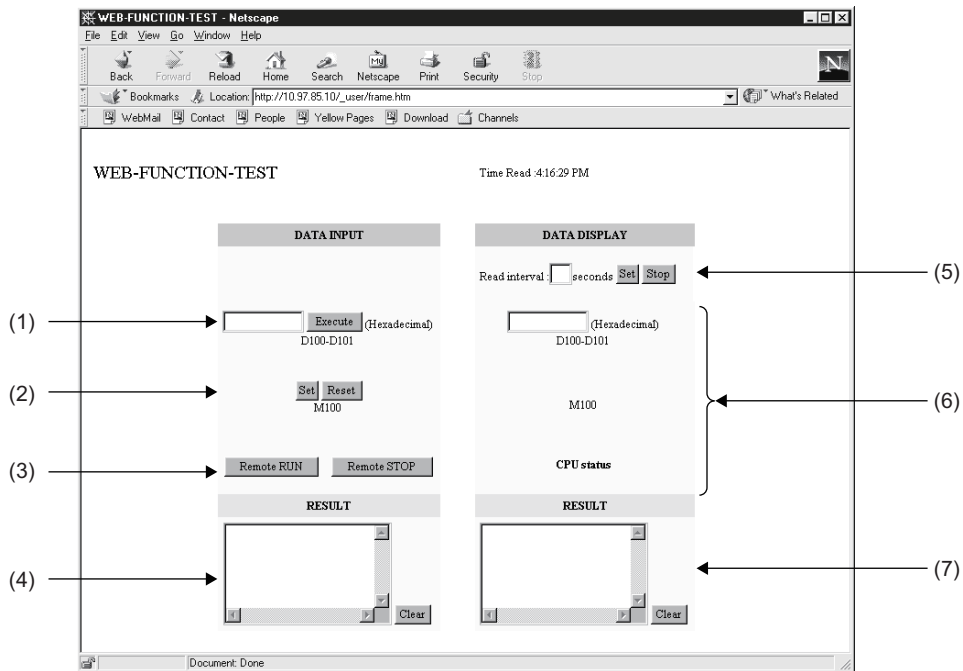 WEB-FUNCTION-TEST - Netscape
File Edit View Go Window Help
Back Forward Reload Home Search Netscape Print Security Stop
My
N
Bookmarks Location: http://10.97.85.10/_user/frame.htm What's Related
WebMail Contact People Yellow Pages Download Channels
WEB-FUNCTION-TEST
Time Read :4:16:29 PM
DATA INPUT
DATA DISPLAY
Read interval : seconds Set Stop
(5)
(1)
Execute (Hexadecimal)
D100-D101
(Hexadecimal)
D100-D101
(2)
Set Reset
M100
M100
(6)
(3)
Remote RUN Remote STOP
CPU status
RESULT
RESULT
(4)
Clear
Clear
(7)
Document: Done